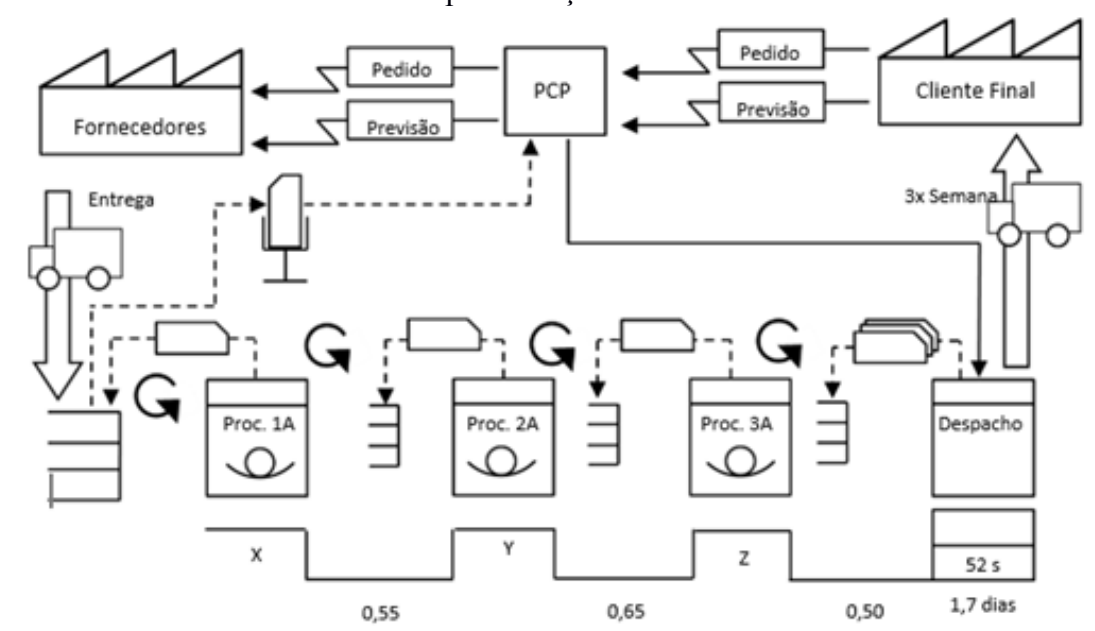 Pedido
Previsão
PCP
Pedido
Previsão
Cliente Final
Fornecedores
Entrega
3x Semana
Proc. 1A
Proc. 2A
Proc. 3A
Despacho
X
Y
Z
52 s
0,55
0,65
0,50
1,7 dias